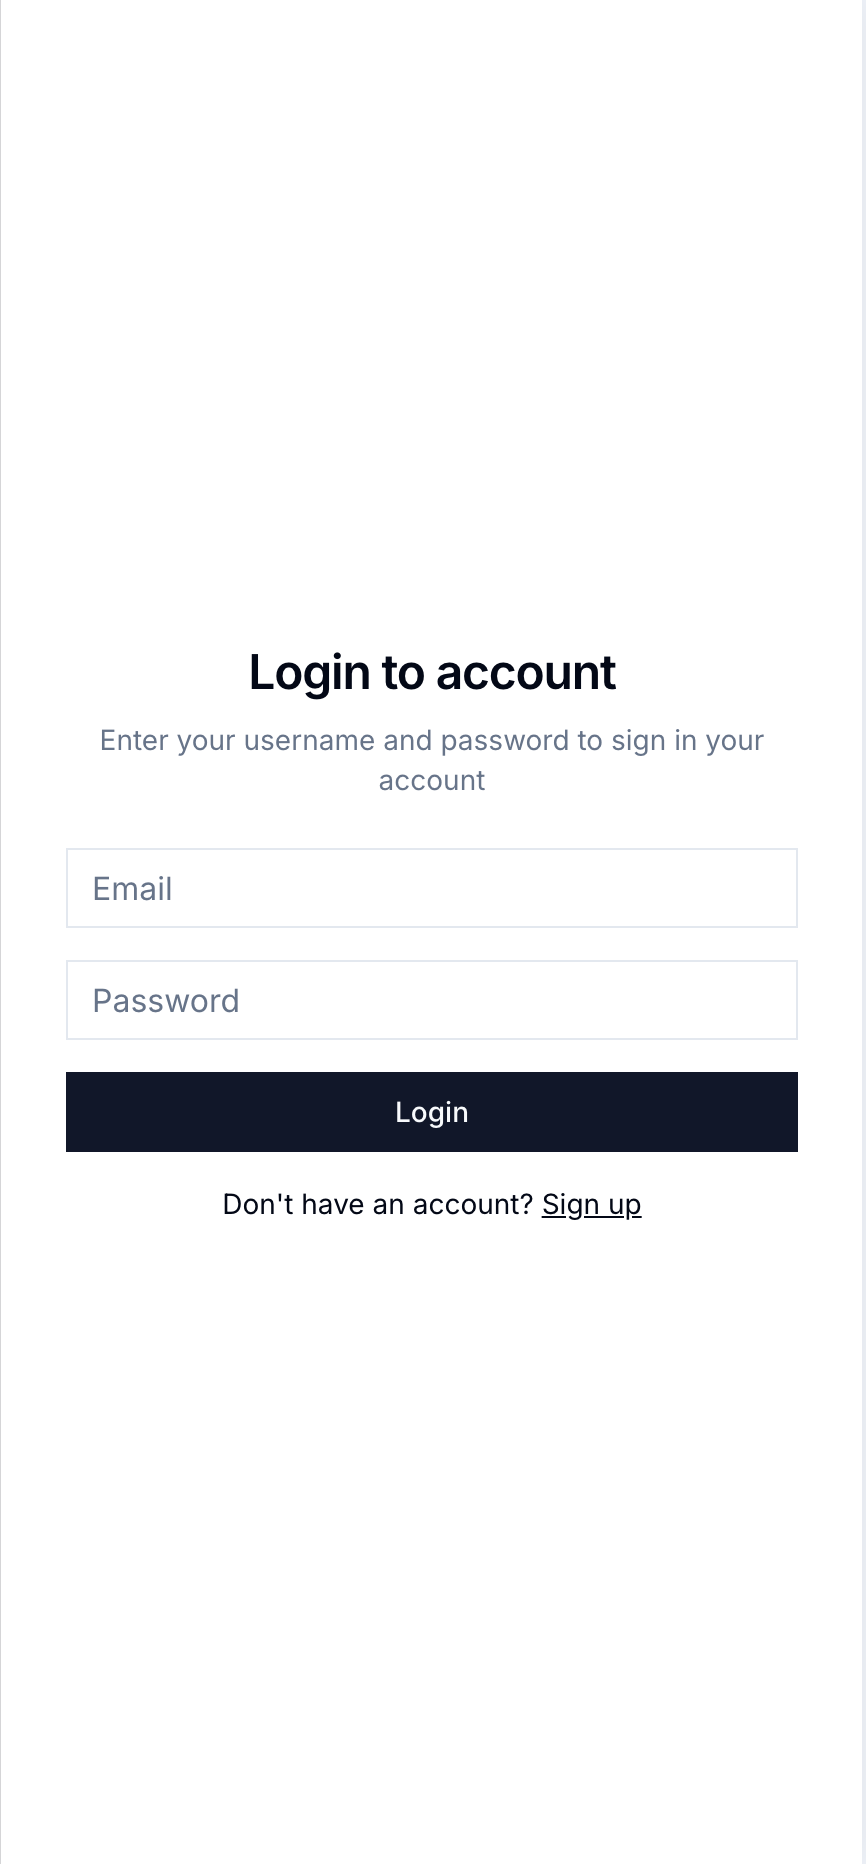 Login to account
Enter your username and password to sign in your
account
Email
Password
Login
Don't have an account? Sign up